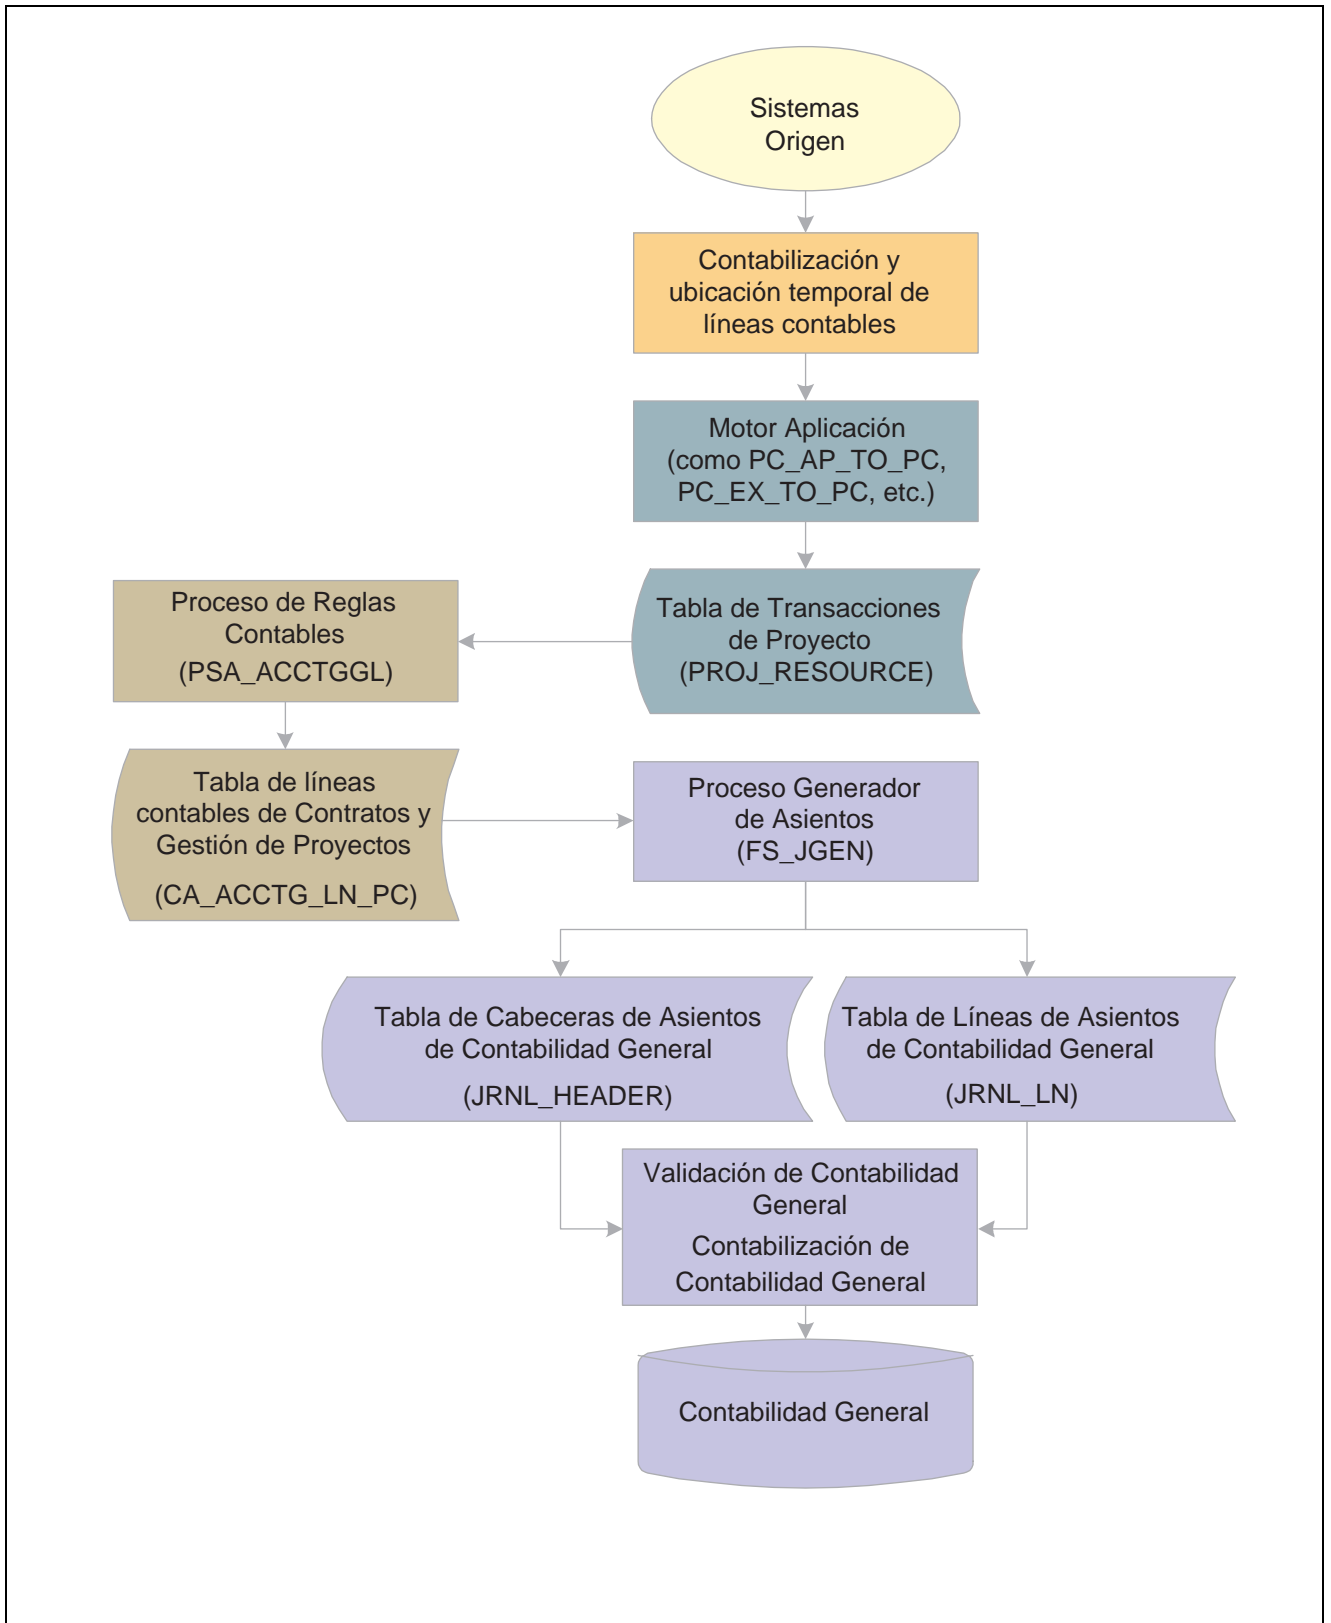 Sistemas
Origen
Contabilización y
ubicación temporal de
líneas contables
Motor Aplicación
(como PC_AP_TO_PC,
PC_EX_TO_PC, etc.)
Tabla de Transacciones
de Proyecto
(PROJ_RESOURCE)
Proceso de Reglas
Contables
(PSA_ACCTGGL)
Tabla de líneas
contables de Contratos y
Gestión de Proyectos
(CA_ACCTG_LN_PC)
Proceso Generador
de Asientos
(FS_JGEN)
Tabla de Cabeceras de Asientos
de Contabilidad General
(JRNL_HEADER)
Tabla de Líneas de Asientos
de Contabilidad General
(JRNL_LN)
Validación de Contabilidad
General
Contabilización de
Contabilidad General
Contabilidad General